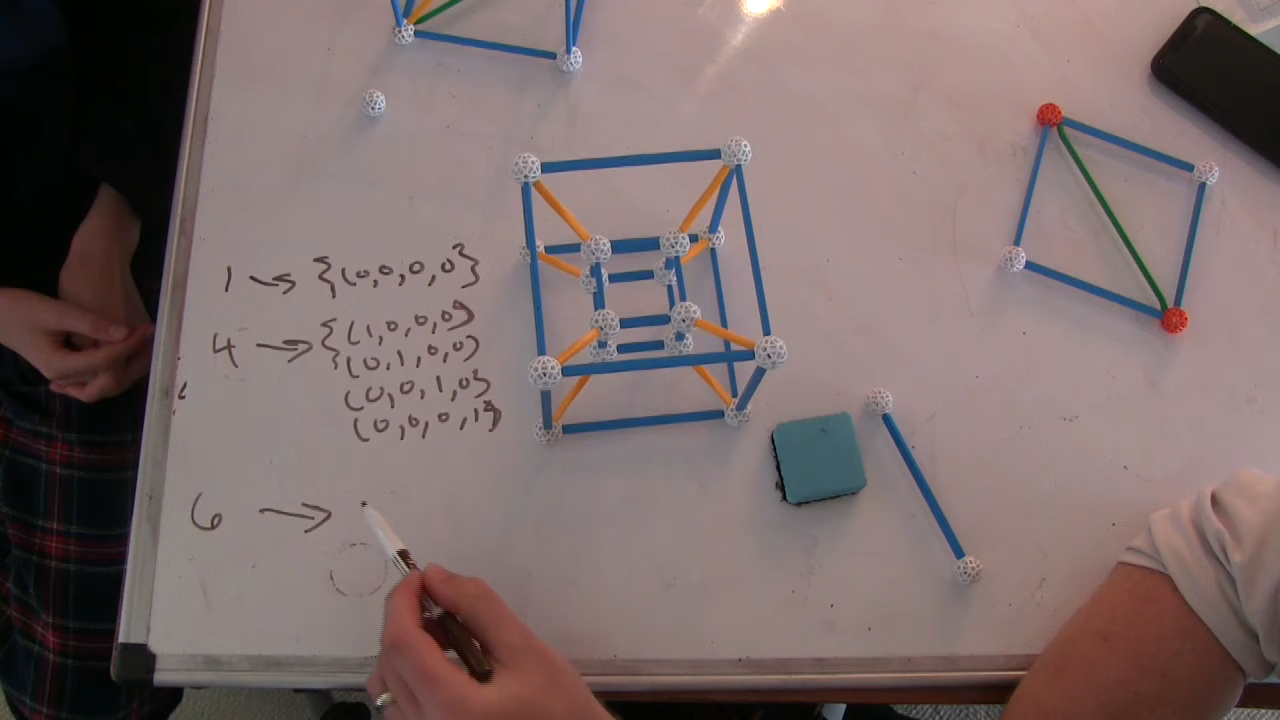 1 → {(0,0,0,0}
4 → {(1,0,0,0)
(0,1,0,0)
(0,0,1,0)
(0,0,0,1)}
6 →